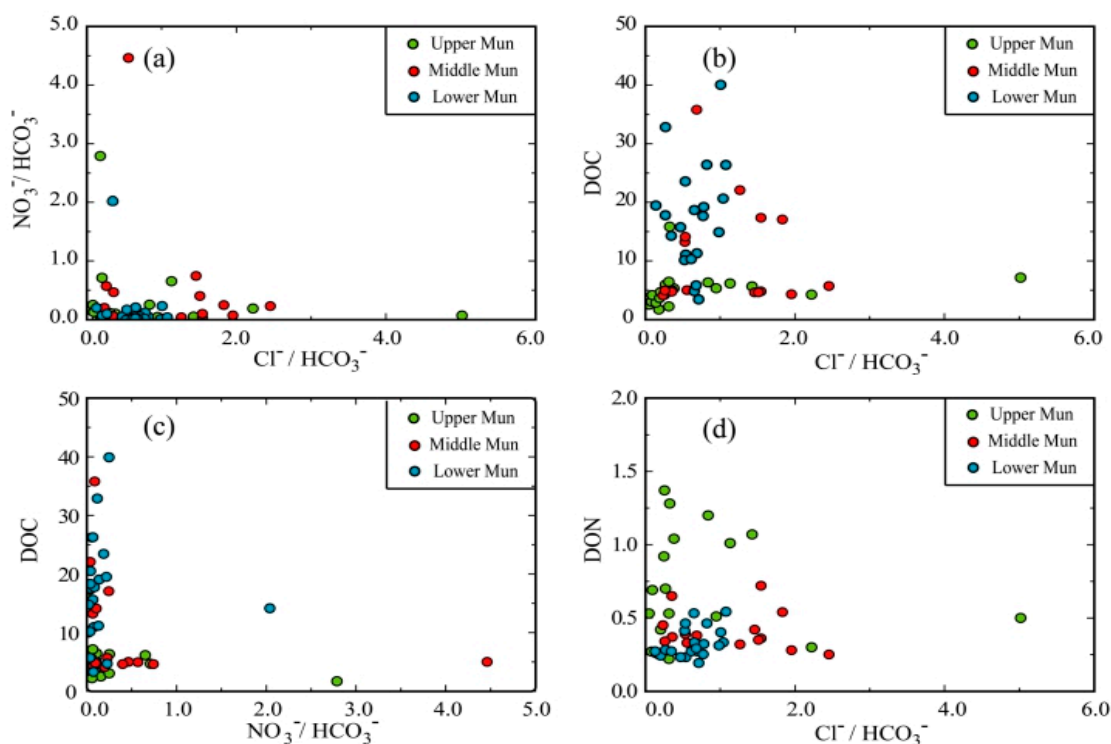 5.0
4.0
3.0
2.0
1.0
0.0
NO₃⁻/ HCO₃⁻
(a)
Upper Mun
Middle Mun
Lower Mun
0.0 2.0 4.0 6.0
Cl⁻ / HCO₃⁻
50
40
30
20
10
0
DOC
(b)
Upper Mun
Middle Mun
Lower Mun
0.0 2.0 4.0 6.0
Cl⁻ / HCO₃⁻
50
40
30
20
10
0
DOC
(c)
Upper Mun
Middle Mun
Lower Mun
0.0 1.0 2.0 3.0 4.0 5.0
NO₃⁻/ HCO₃⁻
2.0
1.5
1.0
0.5
0.0
DON
(d)
Upper Mun
Middle Mun
Lower Mun
0.0 2.0 4.0 6.0
Cl⁻ / HCO₃⁻